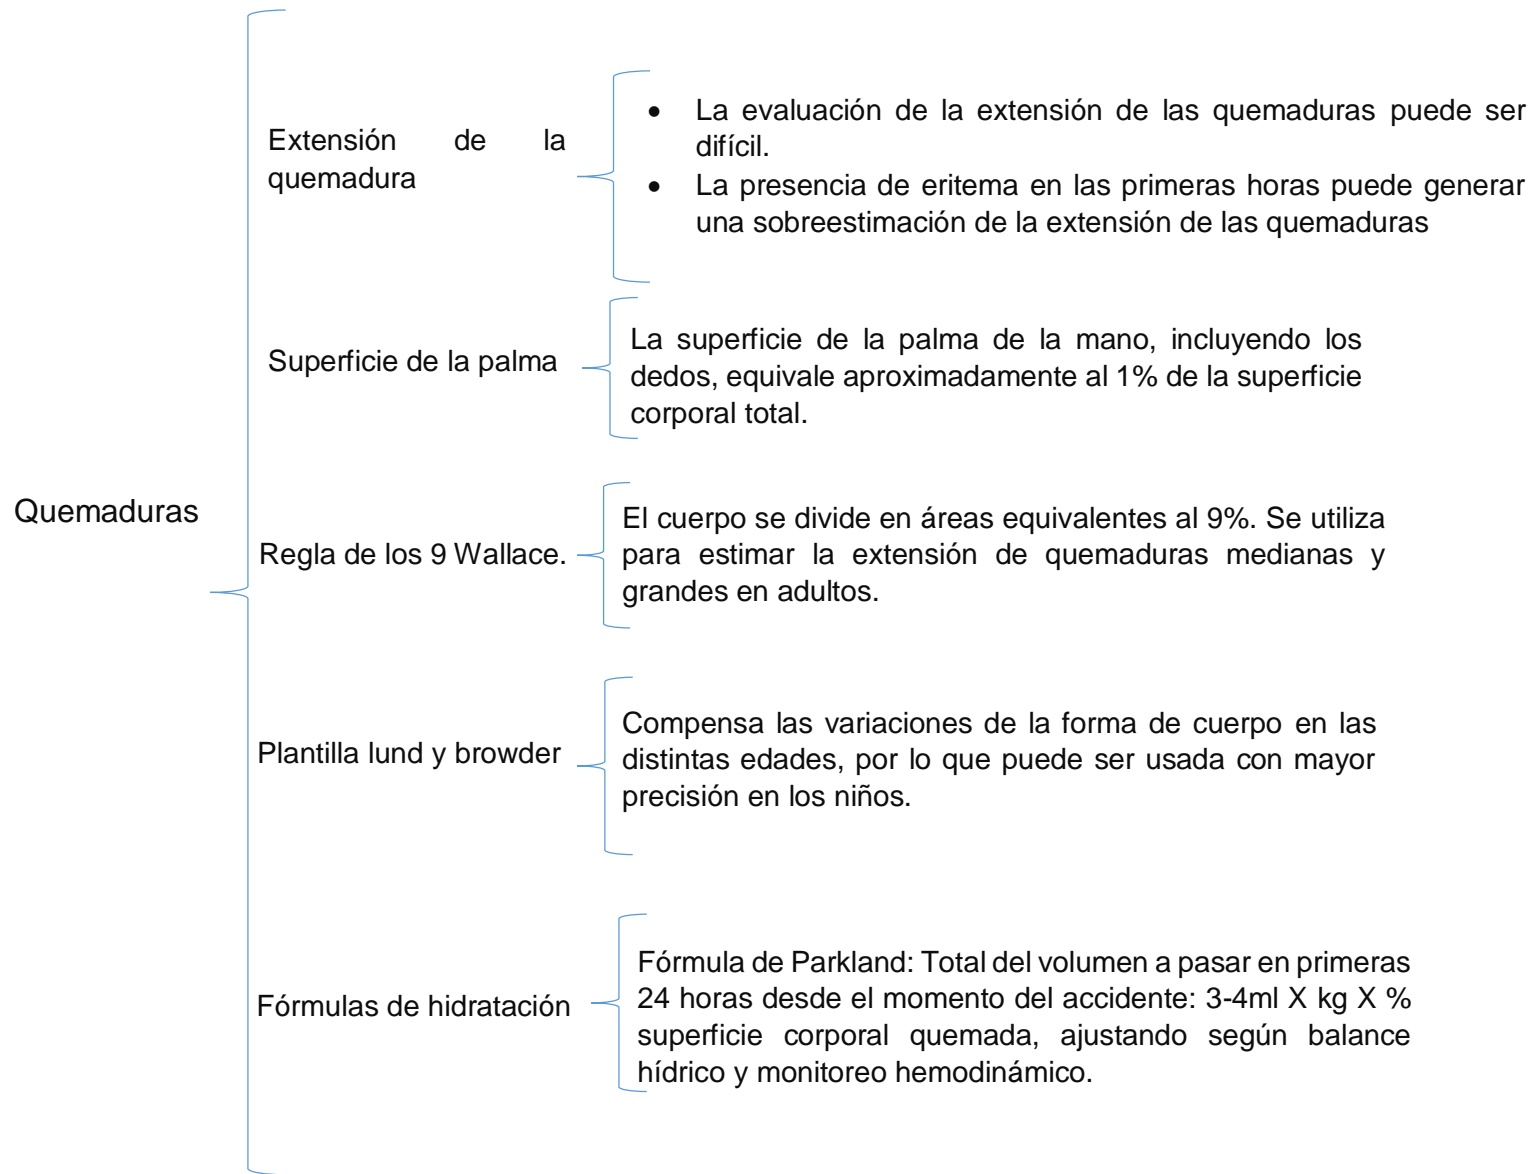 Quemaduras
Extensión de la
quemadura
• La evaluación de la extensión de las quemaduras puede ser
difícil.
• La presencia de eritema en las primeras horas puede generar
una sobreestimación de la extensión de las quemaduras
Superficie de la palma
La superficie de la palma de la mano, incluyendo los
dedos, equivale aproximadamente al 1% de la superficie
corporal total.
Regla de los 9 Wallace.
El cuerpo se divide en áreas equivalentes al 9%. Se utiliza
para estimar la extensión de quemaduras medianas y
grandes en adultos.
Plantilla lund y browder
Compensa las variaciones de la forma de cuerpo en las
distintas edades, por lo que puede ser usada con mayor
precisión en los niños.
Fórmulas de hidratación
Fórmula de Parkland: Total del volumen a pasar en primeras
24 horas desde el momento del accidente: 3-4ml X kg X %
superficie corporal quemada, ajustando según balance
hídrico y monitoreo hemodinámico.